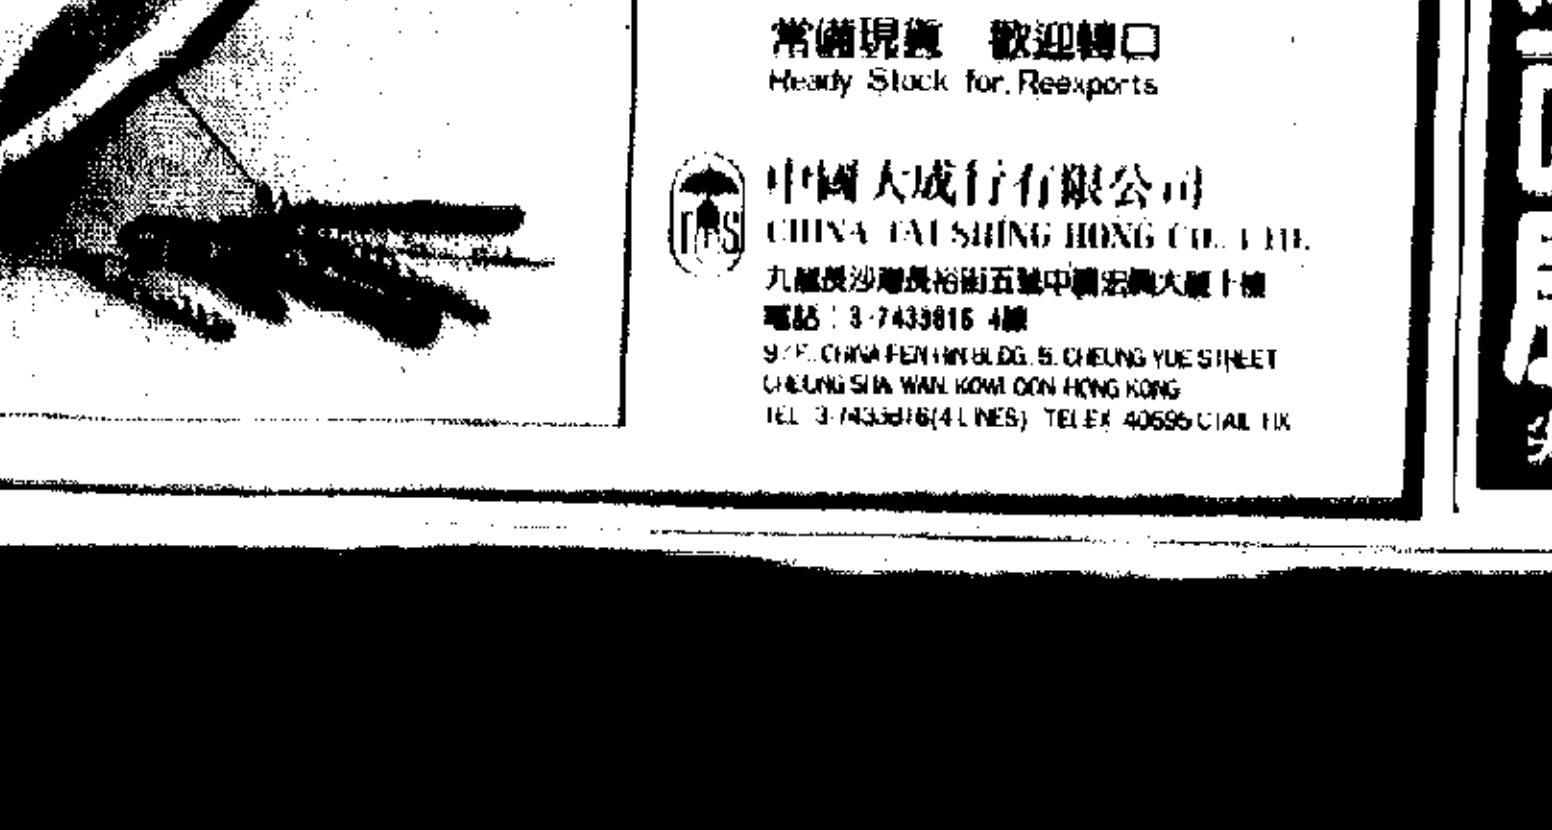 常備現貨 歡迎轉口
Ready Stock for Reexports
中國大成行有限公司
CHINA TAI SHING HONG CO. LTD.
九龍長沙灣長裕街五號中國宏興大廈十樓
電話:3-7433816 4線
9/F. CHINA HIN BLDG. 5. CHEUNG YUE STREET
CHEUNG SHA WAN. KOWLOON HONG KONG
TEL 3-7433816(4 LINES) TELEX 40695 HX